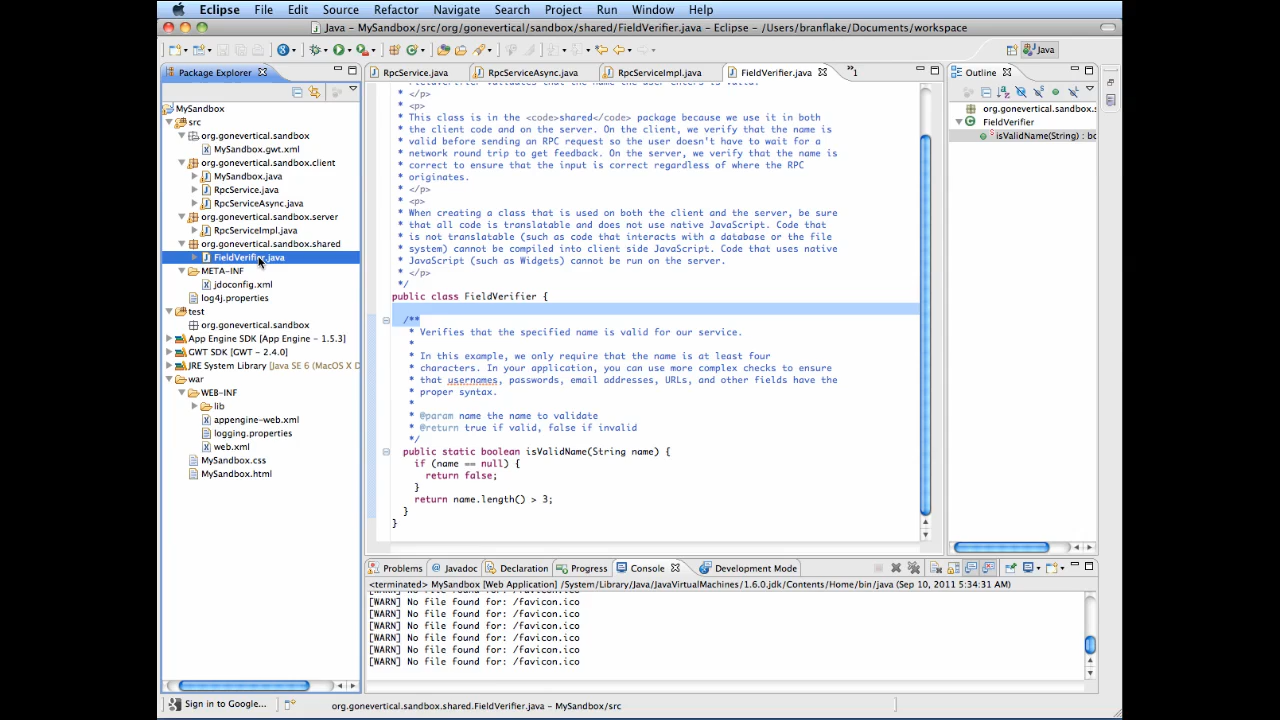 Eclipse File Edit Source Refactor Navigate Search Project Run Window Help
Java – MySandbox/src/org/gonevertical/sandbox/shared/FieldVerifier.java – Eclipse – /Users/branflake/Documents/workspace
Java
Package Explorer
MySandbox
src
org.gonevertical.sandbox
MySandbox.gwt.xml
org.gonevertical.sandbox.client
MySandbox.java
RpcService.java
RpcServiceAsync.java
org.gonevertical.sandbox.server
RpcServiceImpl.java
org.gonevertical.sandbox.shared
FieldVerifier.java
META-INF
jdoconfig.xml
log4j.properties
test
org.gonevertical.sandbox
App Engine SDK [App Engine - 1.5.3]
GWT SDK [GWT - 2.4.0]
JRE System Library [Java SE 6 (MacOS X D
war
WEB-INF
lib
appengine-web.xml
logging.properties
web.xml
MySandbox.css
MySandbox.html
RpcService.java RpcServiceAsync.java RpcServiceImpl.java FieldVerifier.java
* </p>
* <p>
* This class is in the <code>shared</code> package because we use it in both
* the client code and on the server. On the client, we verify that the name is
* valid before sending an RPC request so the user doesn't have to wait for a
* network round trip to get feedback. On the server, we verify that the name is
* correct to ensure that the input is correct regardless of where the RPC
* originates.
* </p>
* <p>
* When creating a class that is used on both the client and the server, be sure
* that all code is translatable and does not use native JavaScript. Code that
* is not translatable (such as code that interacts with a database or the file
* system) cannot be compiled into client side JavaScript. Code that uses native
* JavaScript (such as Widgets) cannot be run on the server.
* </p>
*/
public class FieldVerifier {
/**
* Verifies that the specified name is valid for our service.
*
* In this example, we only require that the name is at least four
* characters. In your application, you can use more complex checks to ensure
* that usernames, passwords, email addresses, URLs, and other fields have the
* proper syntax.
*
* @param name the name to validate
* @return true if valid, false if invalid
*/
public static boolean isValidName(String name) {
if (name == null) {
return false;
}
return name.length() > 3;
}
}
Outline
org.gonevertical.s
FieldVerifier
isValidName(String) : bo
Problems Javadoc Declaration Progress Console Development Mode
<terminated> MySandbox [Web Application] /System/Library/Java/JavaVirtualMachines/1.6.0.jdk/Contents/Home/bin/java (Sep 10, 2011 5:34:31 AM)
[WARN] No file found for: /favicon.ico
[WARN] No file found for: /favicon.ico
[WARN] No file found for: /favicon.ico
[WARN] No file found for: /favicon.ico
[WARN] No file found for: /favicon.ico
[WARN] No file found for: /favicon.ico
Sign in to Google... org.gonevertical.sandbox.shared.FieldVerifier.java - MySandbox/src